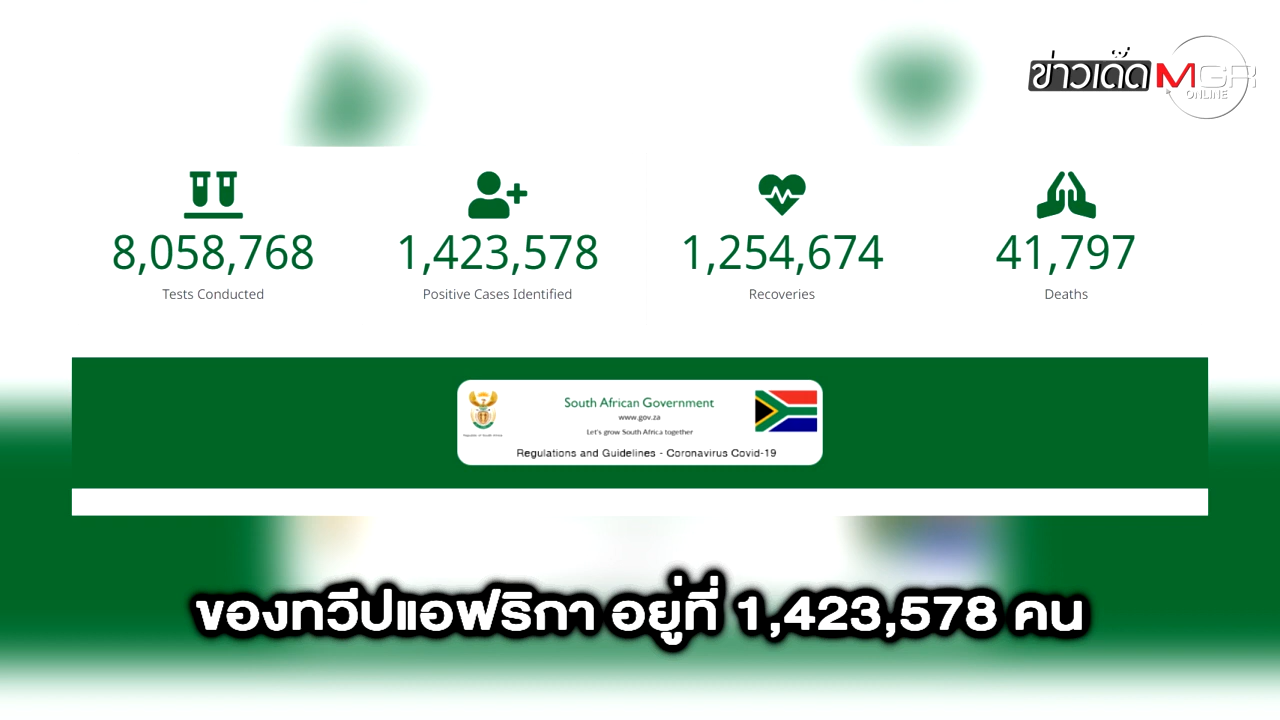 ข่าวเด็ด MGR
ONLINE
8,058,768
Tests Conducted
1,423,578
Positive Cases Identified
1,254,674
Recoveries
41,797
Deaths
South African Government
www.gov.za
Let's grow South Africa together
Regulations and Guidelines - Coronavirus Covid-19
ของทวีปแอฟริกา อยู่ที่ 1,423,578 คน